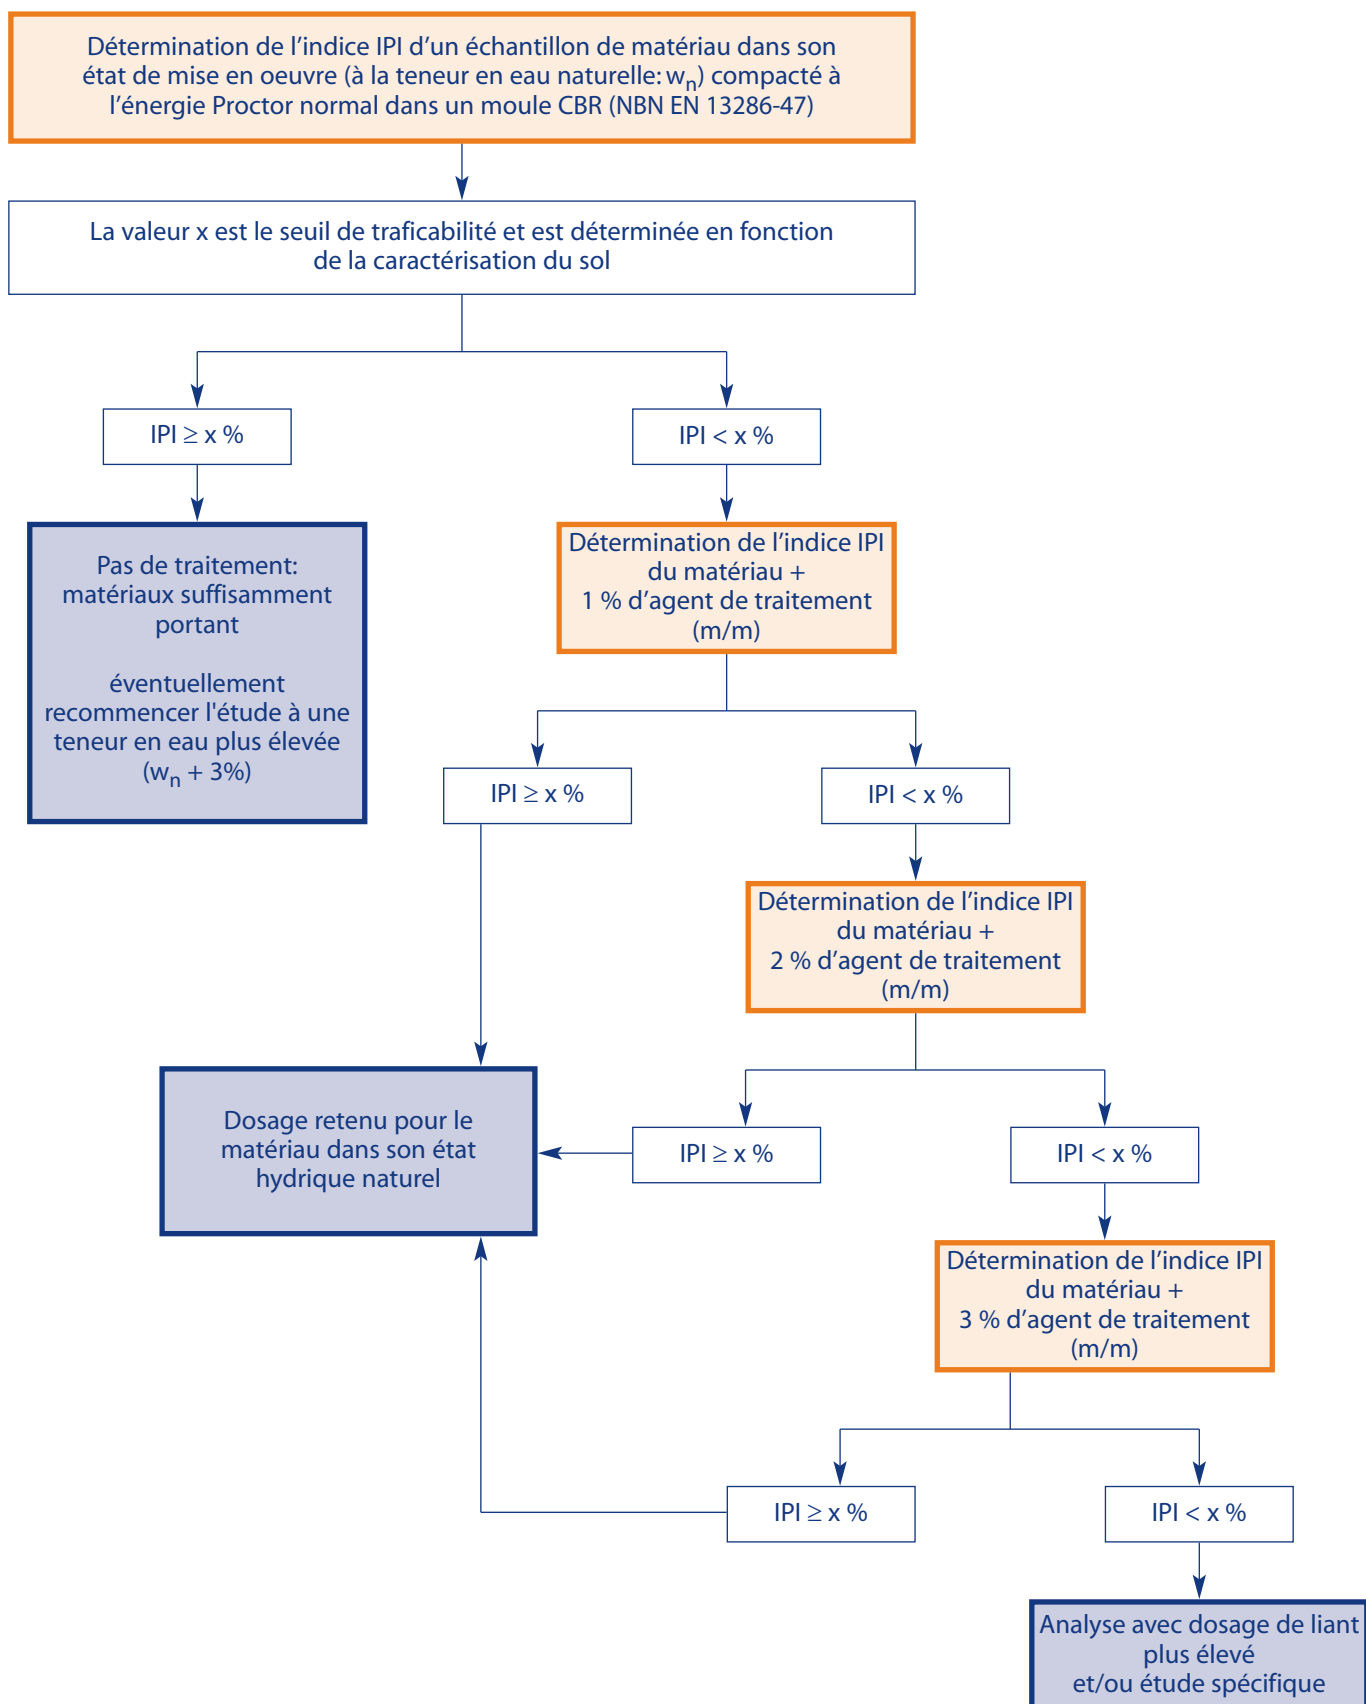 Détermination de l’indice IPI d’un échantillon de matériau dans son
état de mise en oeuvre (à la teneur en eau naturelle: wn) compacté à
l’énergie Proctor normal dans un moule CBR (NBN EN 13286-47)
La valeur x est le seuil de traficabilité et est déterminée en fonction
de la caractérisation du sol
IPI ≥ x %
IPI < x %
Pas de traitement:
matériaux suffisamment
portant
éventuellement
recommencer l'étude à une
teneur en eau plus élevée
(wn + 3%)
Détermination de l’indice IPI
du matériau +
1 % d’agent de traitement
(m/m)
IPI ≥ x %
IPI < x %
Détermination de l’indice IPI
du matériau +
2 % d’agent de traitement
(m/m)
Dosage retenu pour le
matériau dans son état
hydrique naturel
IPI ≥ x %
IPI < x %
Détermination de l’indice IPI
du matériau +
3 % d’agent de traitement
(m/m)
IPI ≥ x %
IPI < x %
Analyse avec dosage de liant
plus élevé
et/ou étude spécifique